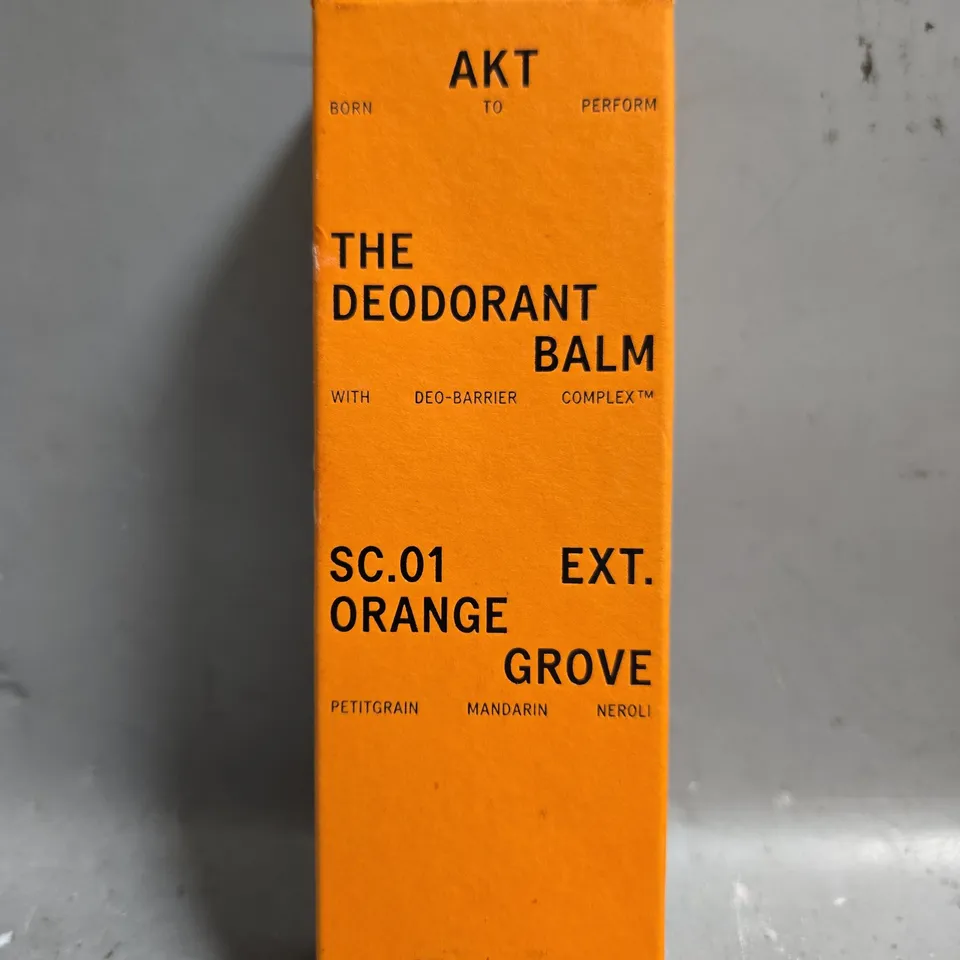 AKT
BORN TO PERFORM
THE
DEODORANT
BALM
WITH DEO-BARRIER COMPLEX™
SC.01 EXT.
ORANGE
GROVE
PETITGRAIN MANDARIN NEROLI